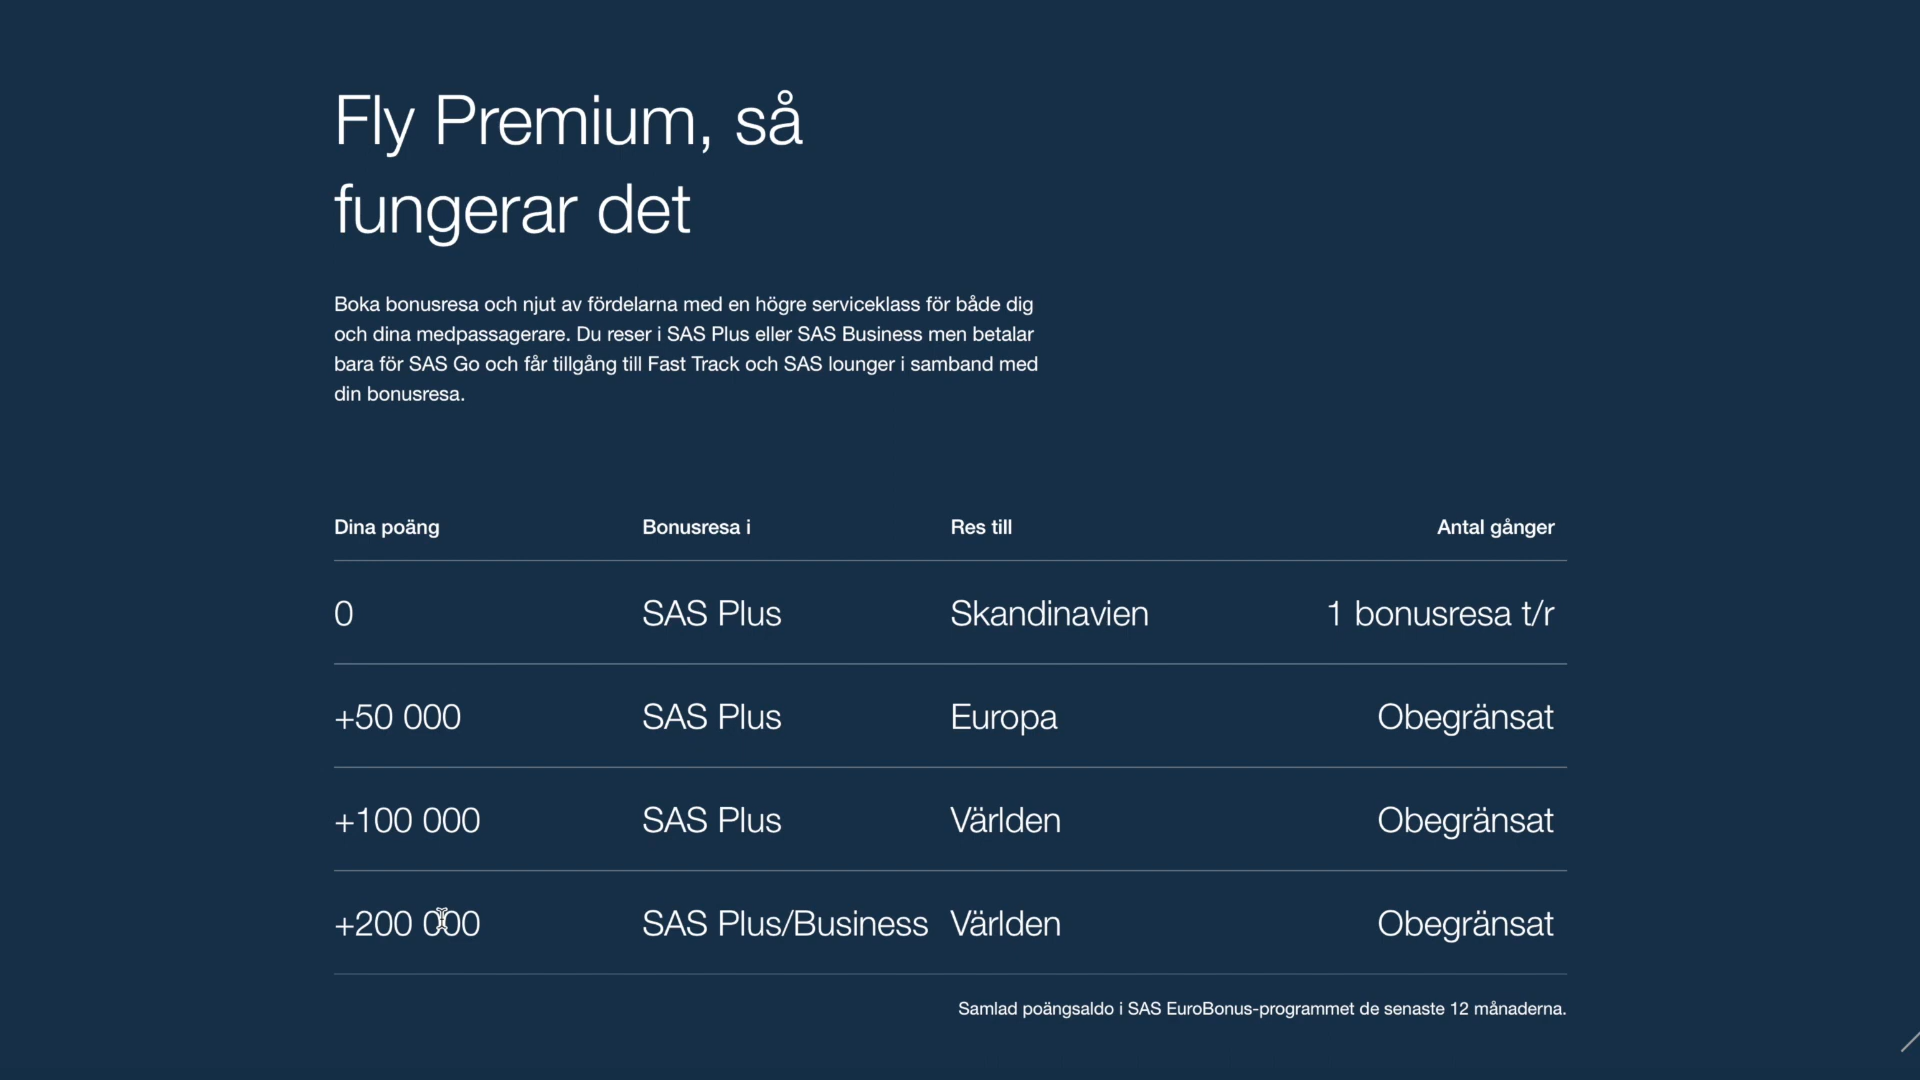 Fly Premium, så
fungerar det
Boka bonusresa och njut av fördelarna med en högre serviceklass för både dig
och dina medpassagerare. Du reser i SAS Plus eller SAS Business men betalar
bara för SAS Go och får tillgång till Fast Track och SAS lounger i samband med
din bonusresa.
Dina poäng Bonusresa i Res till Antal gånger
0 SAS Plus Skandinavien 1 bonusresa t/r
+50 000 SAS Plus Europa Obegränsat
+100 000 SAS Plus Världen Obegränsat
+200 000 SAS Plus/Business Världen Obegränsat
Samlad poängsaldo i SAS EuroBonus-programmet de senaste 12 månaderna.